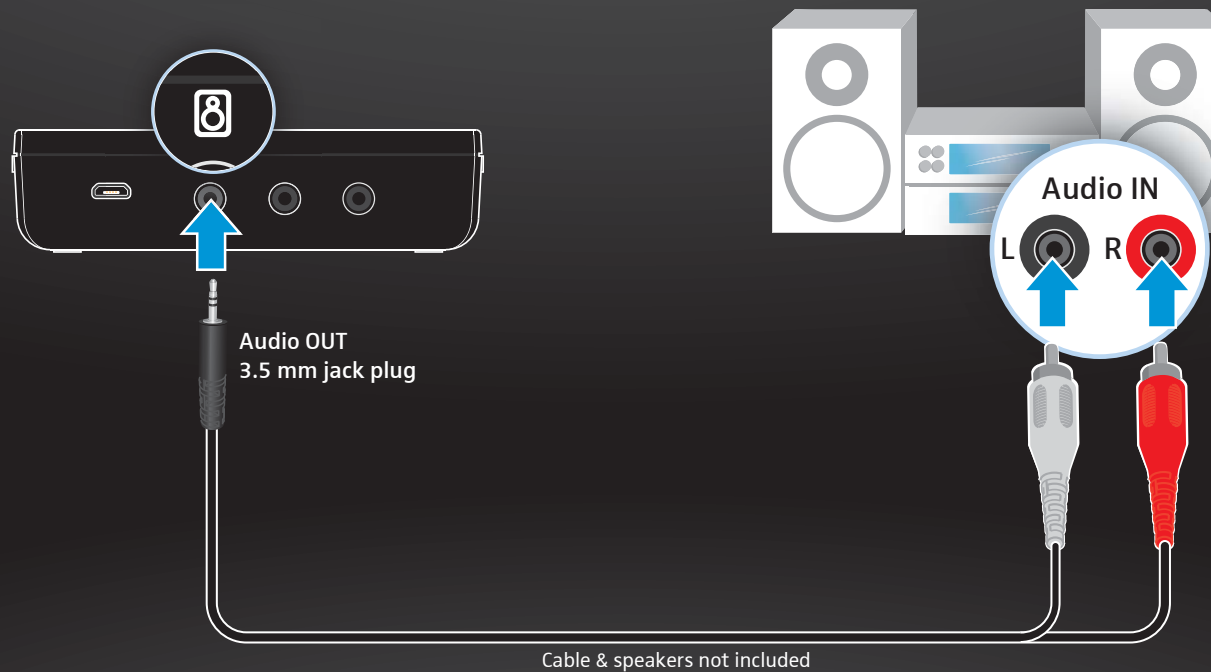 Audio IN
L
R
Audio OUT
3.5 mm jack plug
Cable & speakers not included